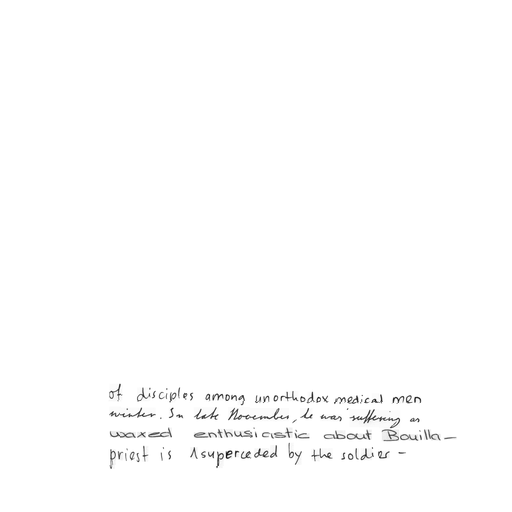 of disciples among unorthodox medical men
winter. In late November, he was suffering as
waxed enthusiastic about Bouilla-
priest is superceded by the soldier -